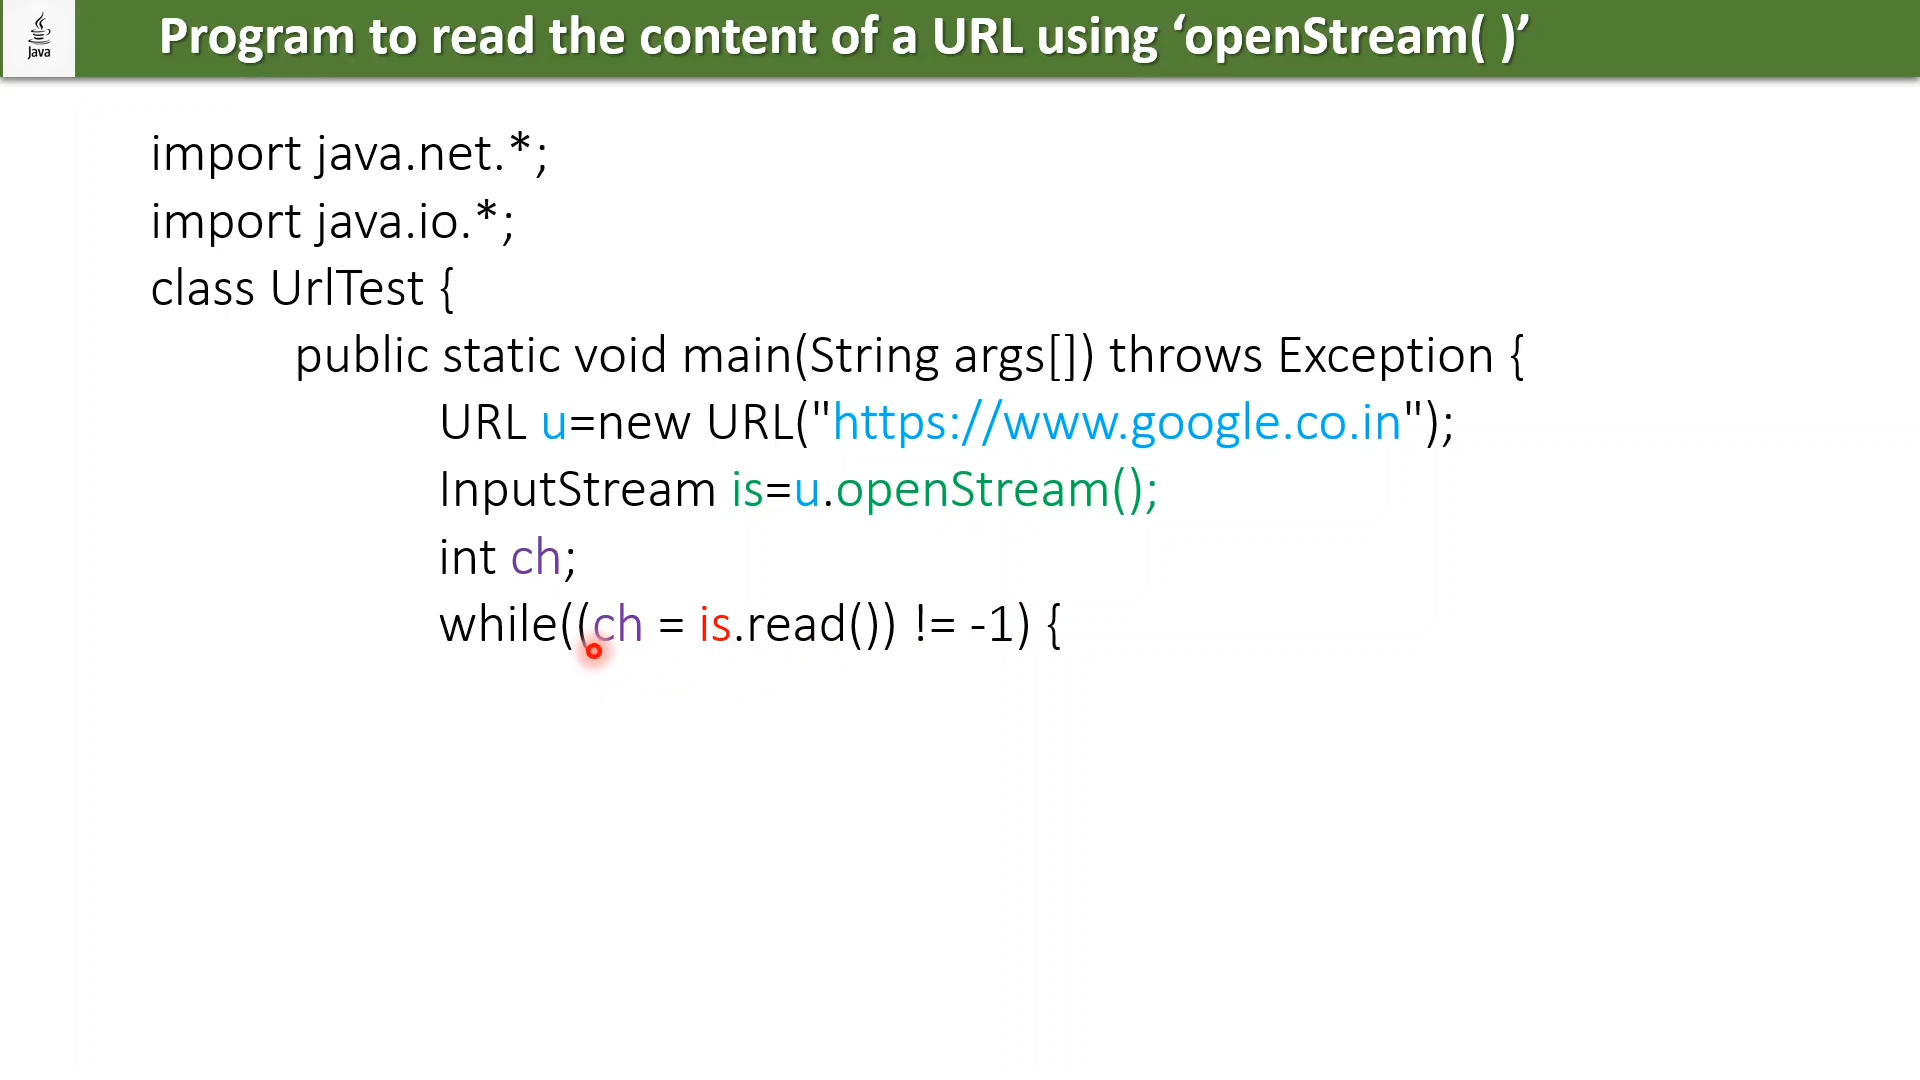 Java
Program to read the content of a URL using ‘openStream( )’
import java.net.*;
import java.io.*;
class UrlTest {
public static void main(String args[]) throws Exception {
URL u=new URL("https://www.google.co.in");
InputStream is=u.openStream();
int ch;
while((ch = is.read()) != -1) {